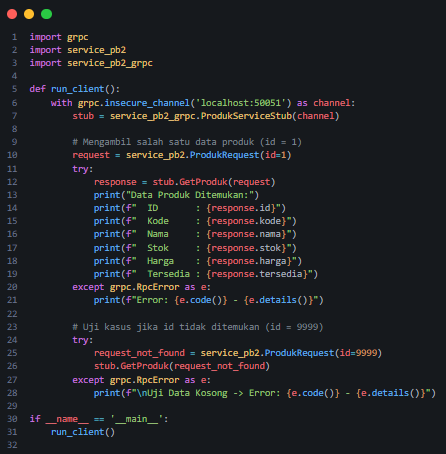 1 import grpc
2 import service_pb2
3 import service_pb2_grpc
4
5 def run_client():
6     with grpc.insecure_channel('localhost:50051') as channel:
7         stub = service_pb2_grpc.ProdukServiceStub(channel)
8
9         # Mengambil salah satu data produk (id = 1)
10         request = service_pb2.ProdukRequest(id=1)
11         try:
12             response = stub.GetProduk(request)
13             print("Data Produk Ditemukan:")
14             print(f"  ID       : {response.id}")
15             print(f"  Kode     : {response.kode}")
16             print(f"  Nama     : {response.nama}")
17             print(f"  Stok     : {response.stok}")
18             print(f"  Harga    : {response.harga}")
19             print(f"  Tersedia : {response.tersedia}")
20         except grpc.RpcError as e:
21             print(f"Error: {e.code()} - {e.details()}")
22
23         # Uji kasus jika id tidak ditemukan (id = 9999)
24         try:
25             request_not_found = service_pb2.ProdukRequest(id=9999)
26             stub.GetProduk(request_not_found)
27         except grpc.RpcError as e:
28             print(f"\nUji Data Kosong -> Error: {e.code()} - {e.details()}")
29
30 if __name__ == '__main__':
31     run_client()
32